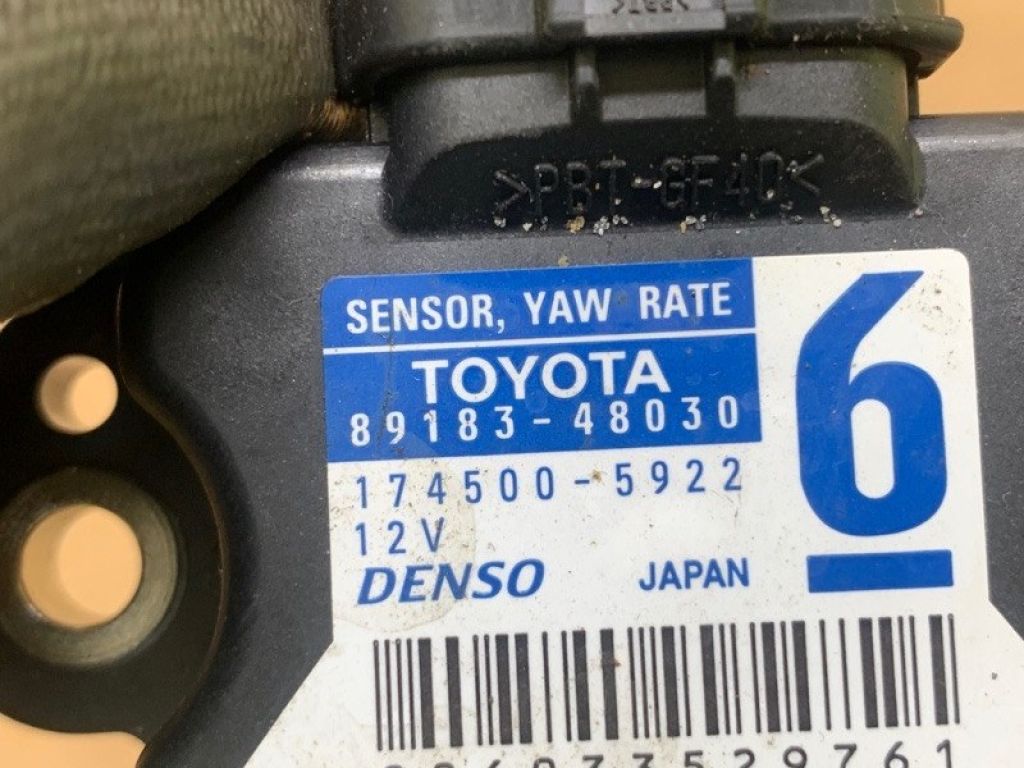 >PBT-GF40<
SENSOR, YAW RATE
TOYOTA
89183-48030
6
174500-5922
12V
DENSO JAPAN